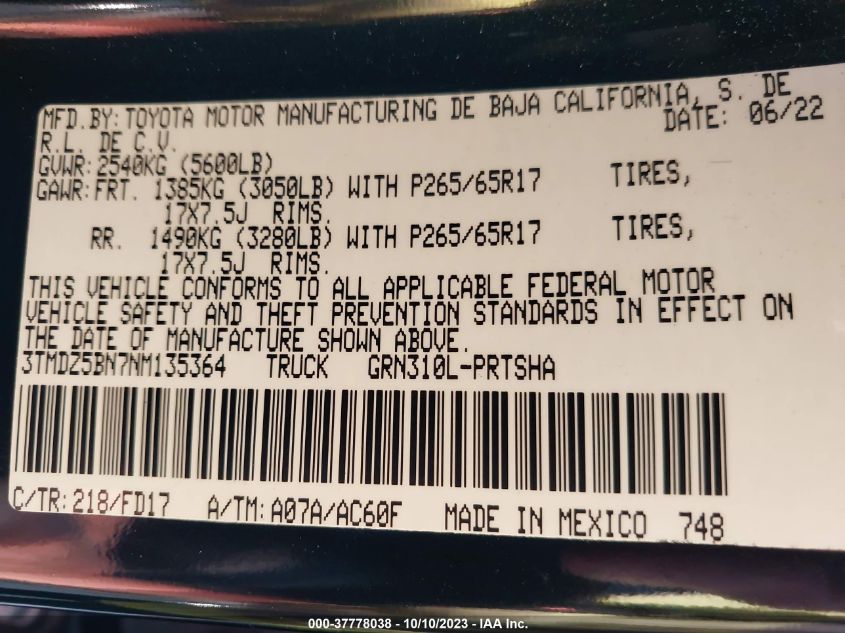 MFD.BY:TOYOTA MOTOR MANUFACTURING DE BAJA CALIFORNIA, S. DE
R.L. DE C.V. DATE: 06/22
GVWR:2540KG (5600LB)
GAWR:FRT. 1385KG (3050LB) WITH P265/65R17 TIRES,
17X7.5J RIMS.
RR. 1490KG (3280LB) WITH P265/65R17 TIRES,
17X7.5J RIMS.
THIS VEHICLE CONFORMS TO ALL APPLICABLE FEDERAL MOTOR
VEHICLE SAFETY AND THEFT PREVENTION STANDARDS IN EFFECT ON
THE DATE OF MANUFACTURE SHOWN ABOVE.
3TMDZ5BN7NM135364 TRUCK GRN310L-PRTSHA
C/TR:218/FD17 A/TM:A07A/AC60F MADE IN MEXICO 748
000-37778038 - 10/10/2023 - IAA Inc.